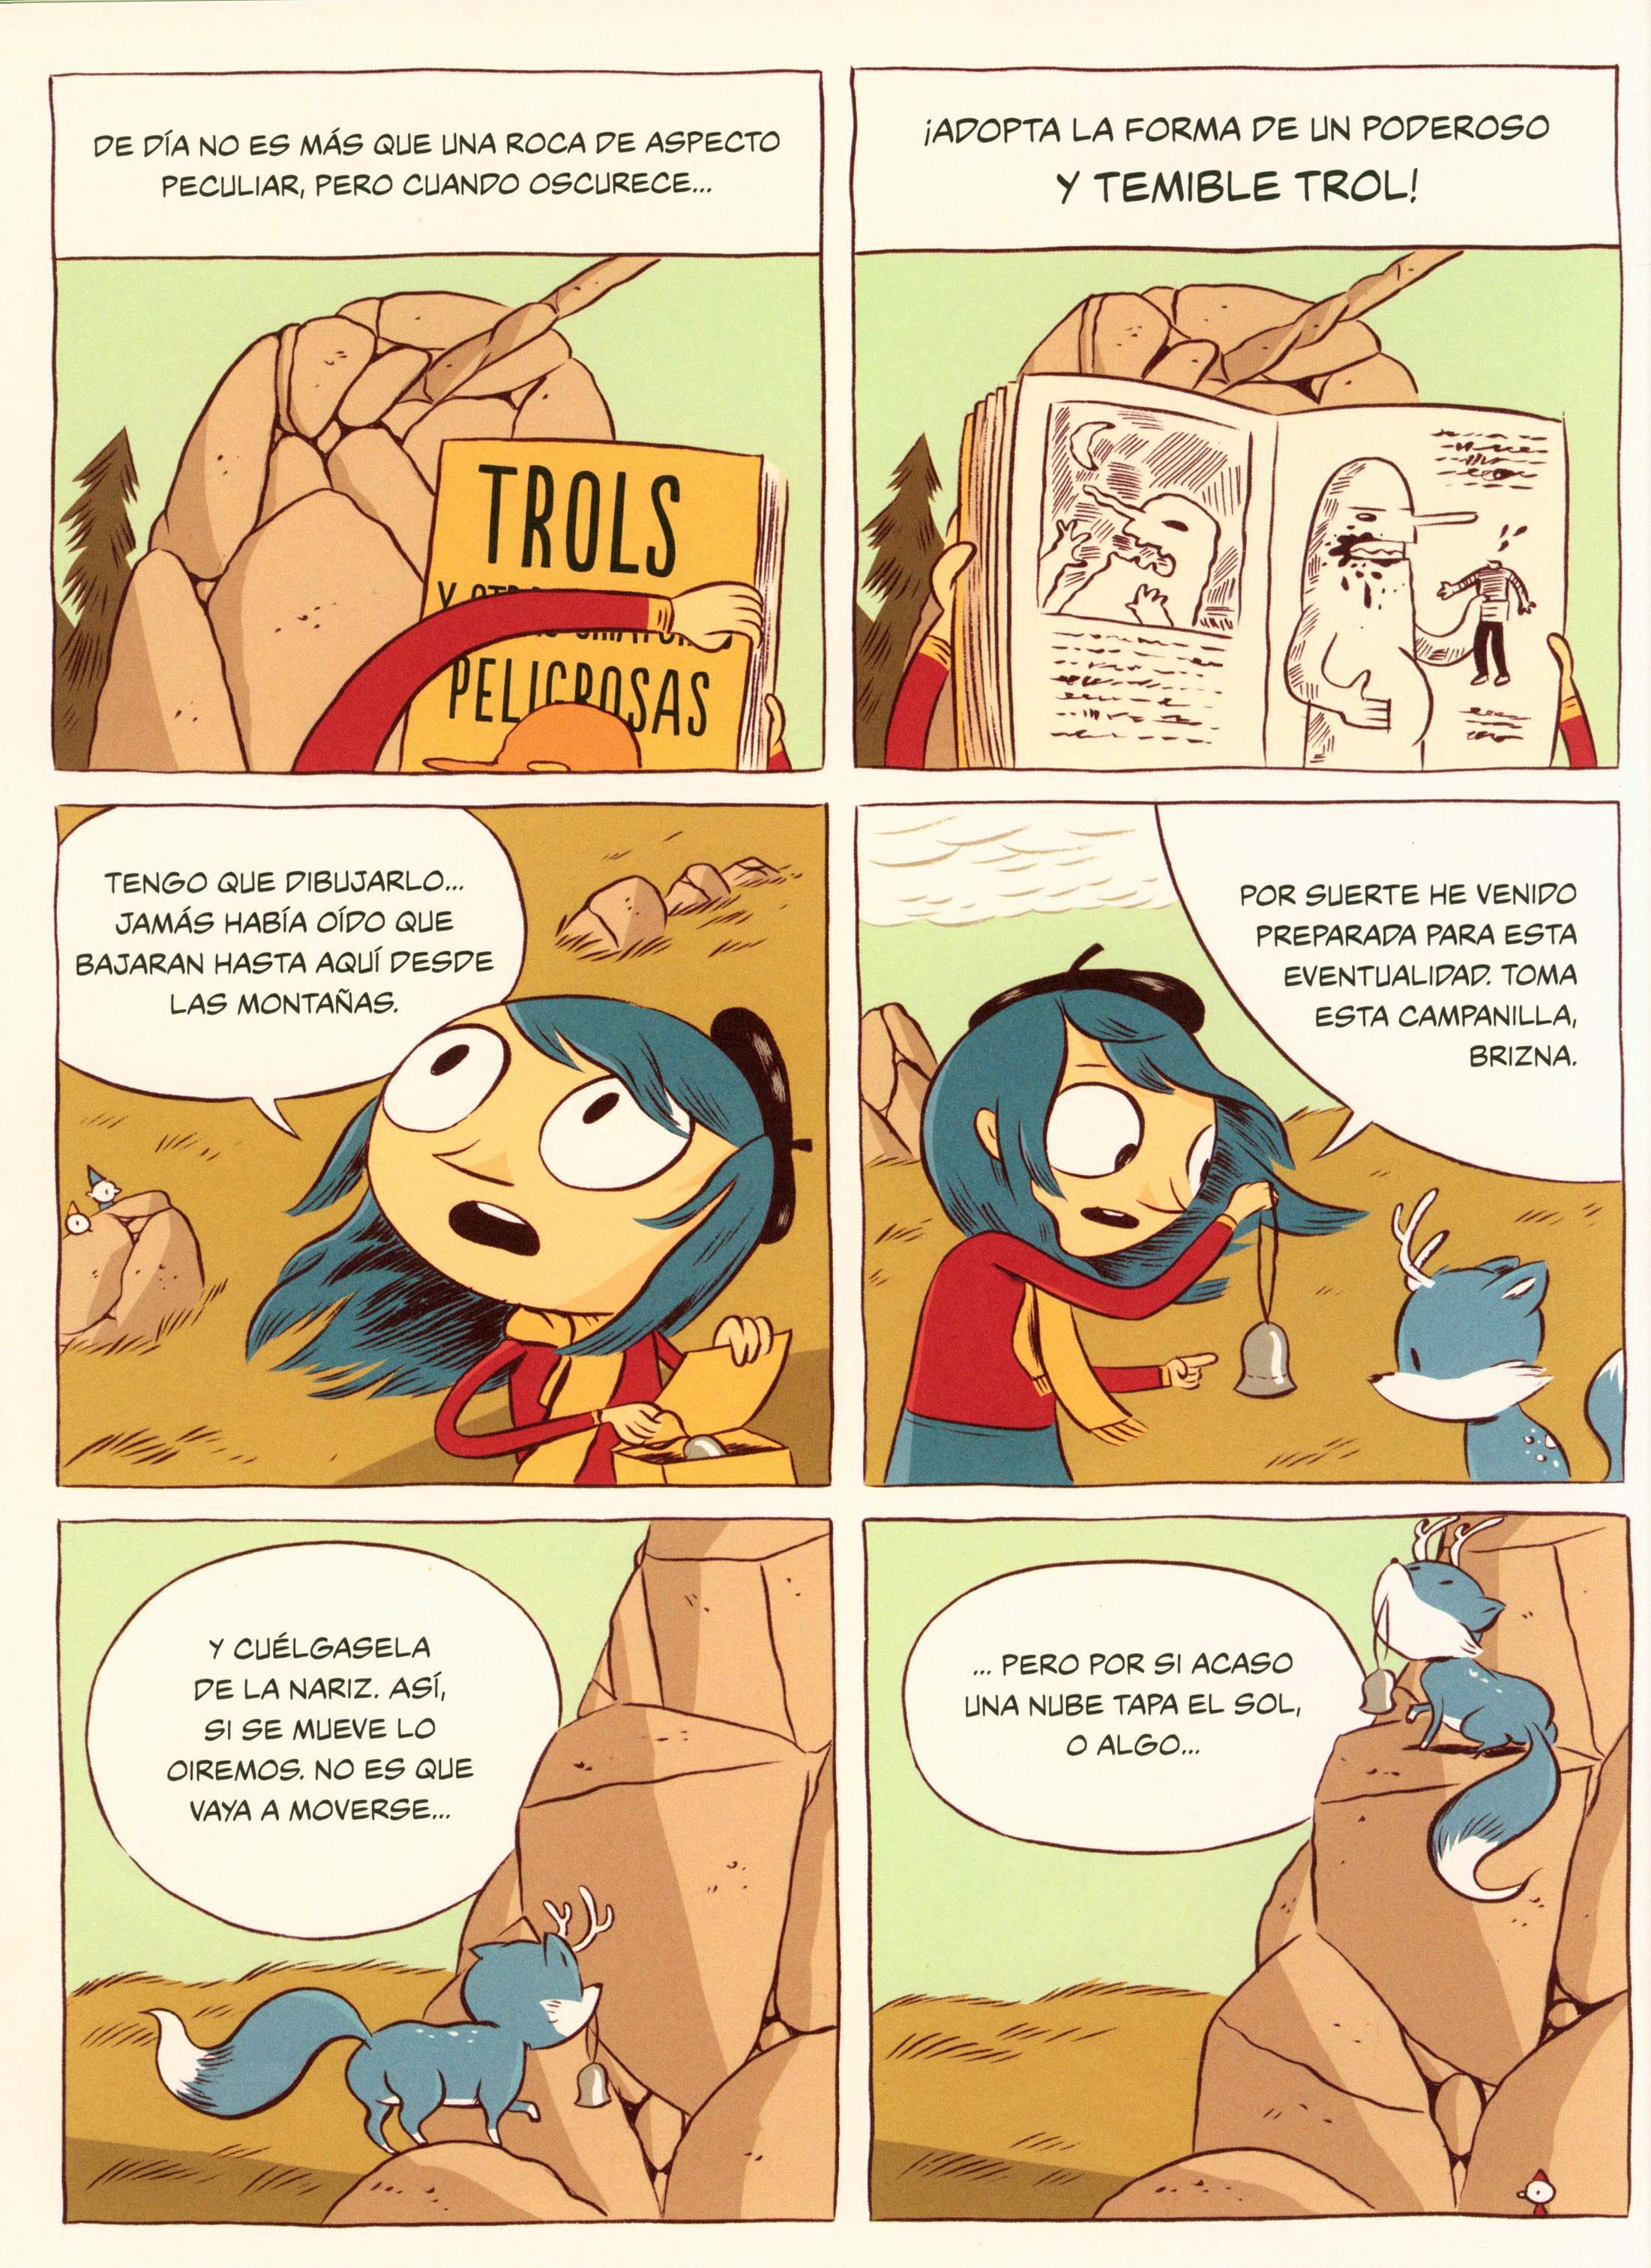 DE DÍA NO ES MÁS QUE UNA ROCA DE ASPECTO
PECULIAR, PERO CUANDO OSCURECE...
¡ADOPTA LA FORMA DE UN PODEROSO
Y TEMIBLE TROL!
TROLS
Y
PELIGROSAS
TENGO QUE DIBUJARLO...
JAMÁS HABÍA OÍDO QUE
BAJARAN HASTA AQUÍ DESDE
LAS MONTAÑAS.
POR SUERTE HE VENIDO
PREPARADA PARA ESTA
EVENTUALIDAD. TOMA
ESTA CAMPANILLA,
BRIZNA.
Y CUÉLGASELA
DE LA NARIZ. ASÍ,
SI SE MUEVE LO
OIREMOS. NO ES QUE
VAYA A MOVERSE...
... PERO POR SI ACASO
UNA NUBE TAPA EL SOL,
O ALGO...